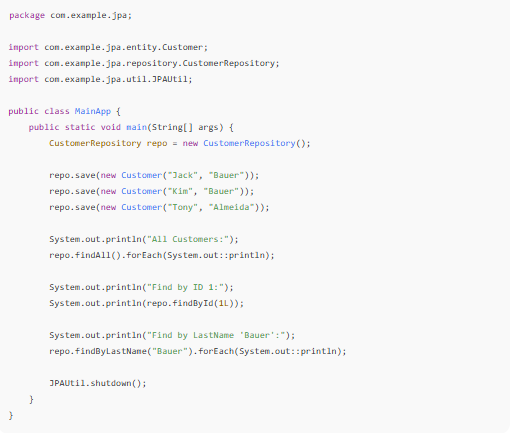 package com.example.jpa;
import com.example.jpa.entity.Customer;
import com.example.jpa.repository.CustomerRepository;
import com.example.jpa.util.JPAUtil;
public class MainApp {
public static void main(String[] args) {
CustomerRepository repo = new CustomerRepository();
repo.save(new Customer("Jack", "Bauer"));
repo.save(new Customer("Kim", "Bauer"));
repo.save(new Customer("Tony", "Almeida"));
System.out.println("All Customers:");
repo.findAll().forEach(System.out::println);
System.out.println("Find by ID 1:");
System.out.println(repo.findById(1L));
System.out.println("Find by LastName 'Bauer':");
repo.findByLastName("Bauer").forEach(System.out::println);
JPAUtil.shutdown();
}
}